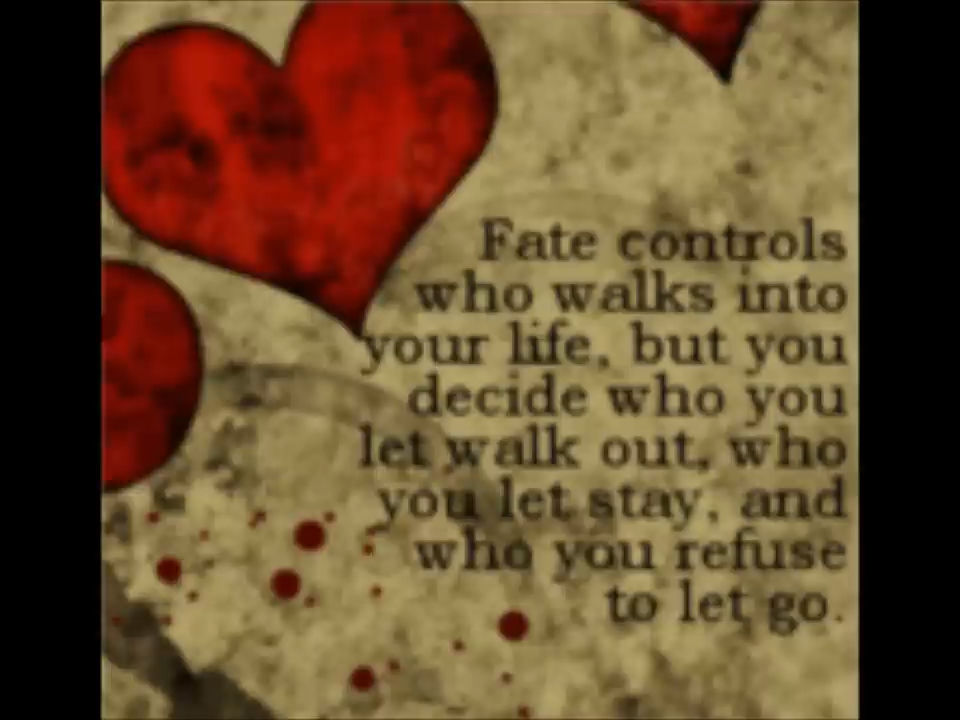 Fate controls
who walks into
your life, but you
decide who you
let walk out, who
you let stay, and
who you refuse
to let go.